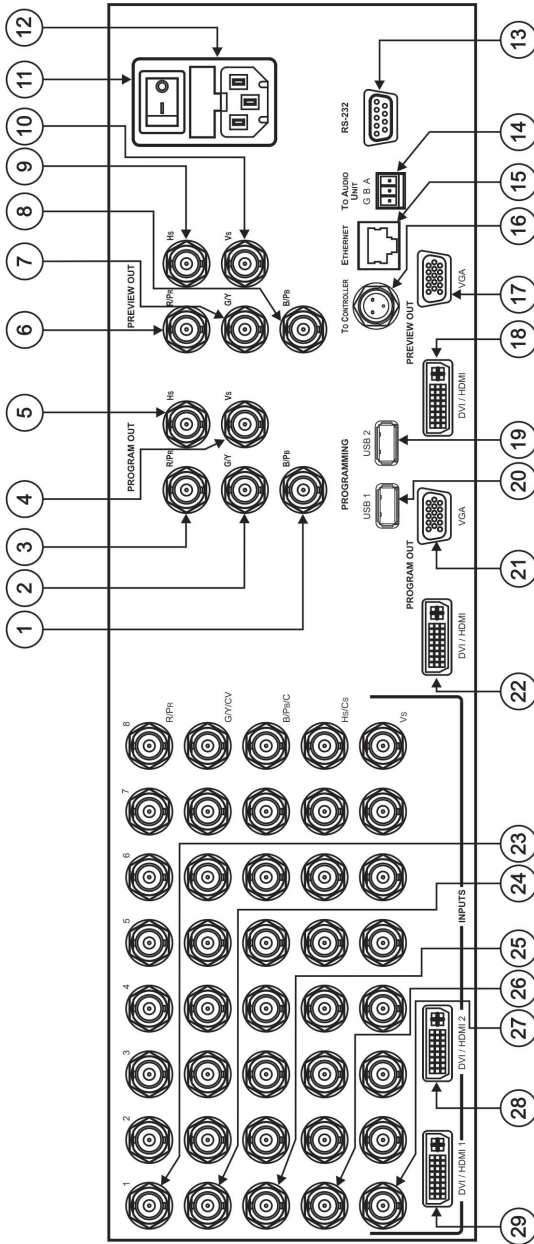 1 2 3 4 5 6 7 8 9 10 11 12
PROGRAM OUT
PREVIEW OUT
R/PR
HS
R/PR
HS
G/Y
VS
G/Y
VS
B/PB
B/PB
1 2 3 4 5 6 7 8
R/PR
G/Y/CV
B/PB/C
HS/CS
VS
INPUTS
DVI / HDMI 1
DVI / HDMI 2
PROGRAMMING
USB 1
USB 2
TO CONTROLLER
ETHERNET
TO AUDIO
UNIT
G B A
RS-232
PROGRAM OUT
DVI / HDMI
VGA
PREVIEW OUT
DVI / HDMI
VGA
29 28 27 26 25 24 23 22 21 20 19 18 17 16 15 14 13